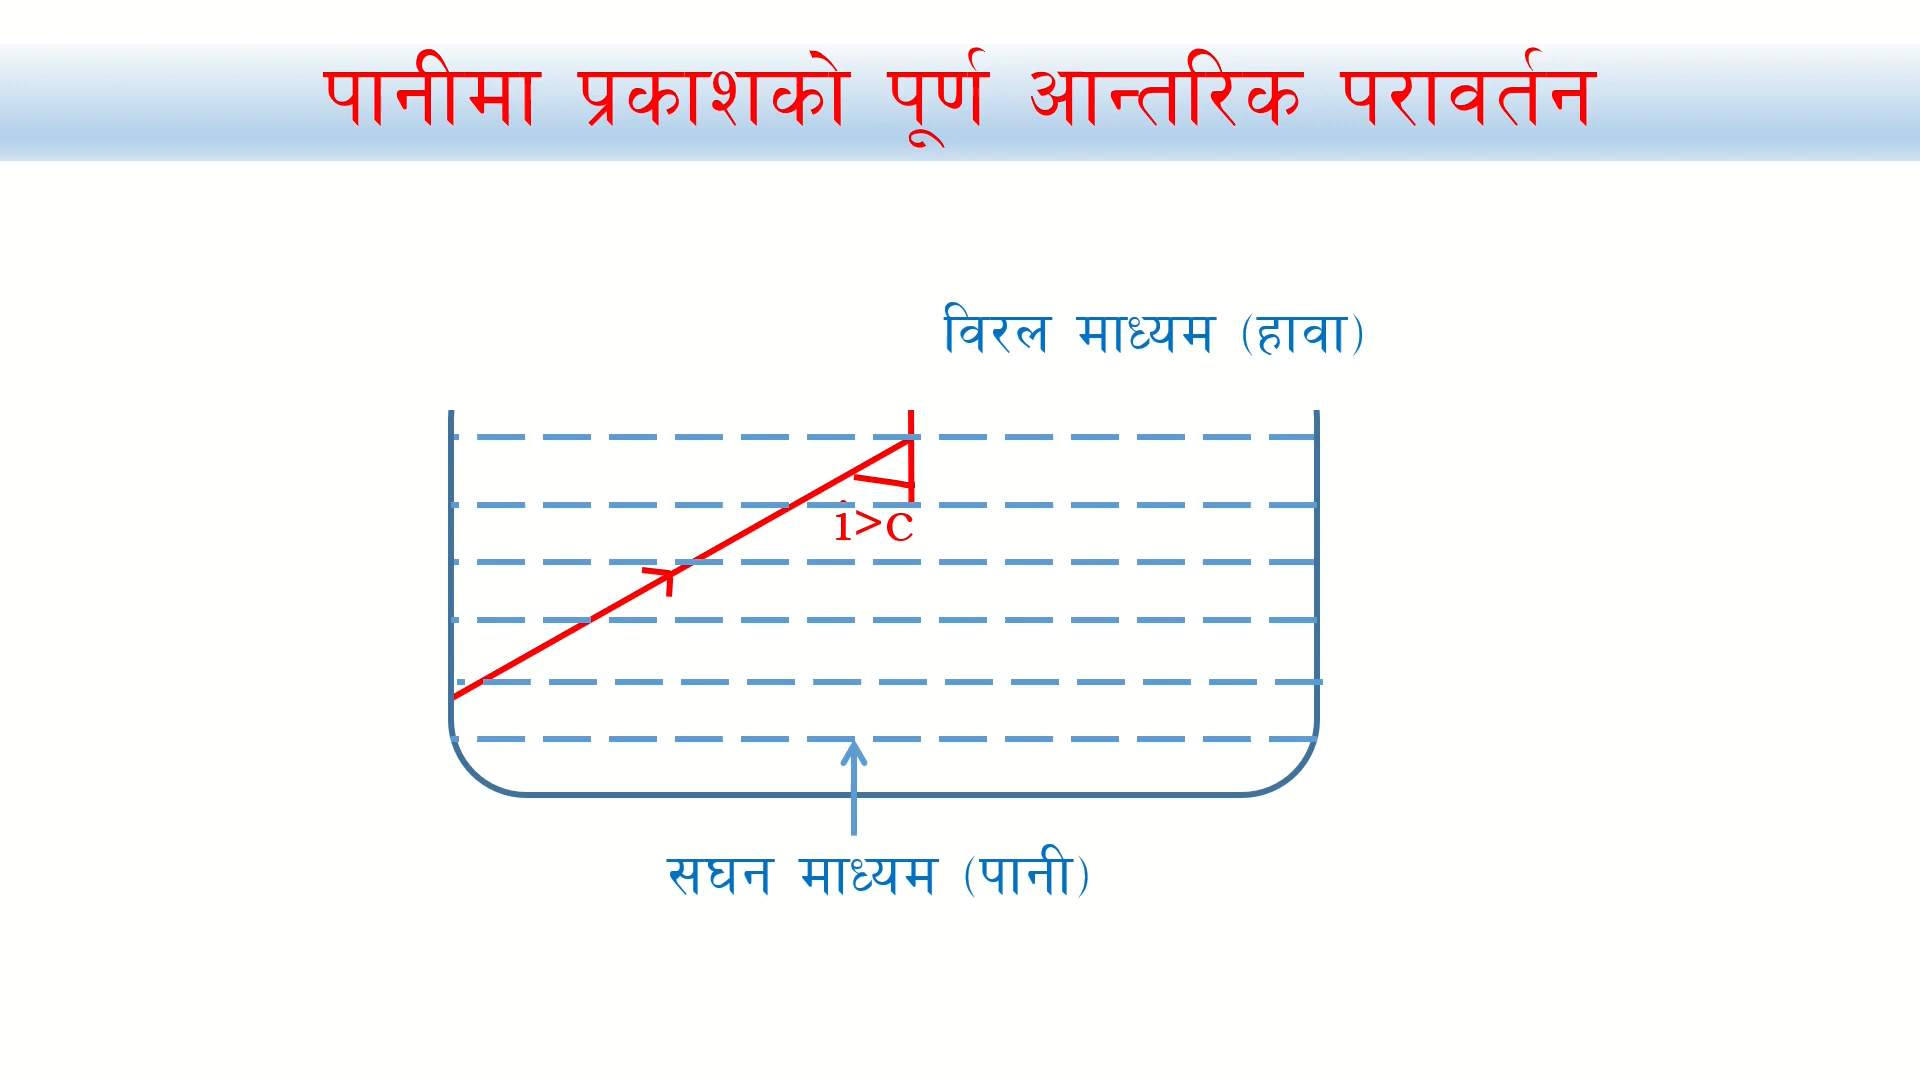 पानीमा प्रकाशको पूर्ण आन्तरिक परावर्तन
विरल माध्यम (हावा)
i>c
सघन माध्यम (पानी)